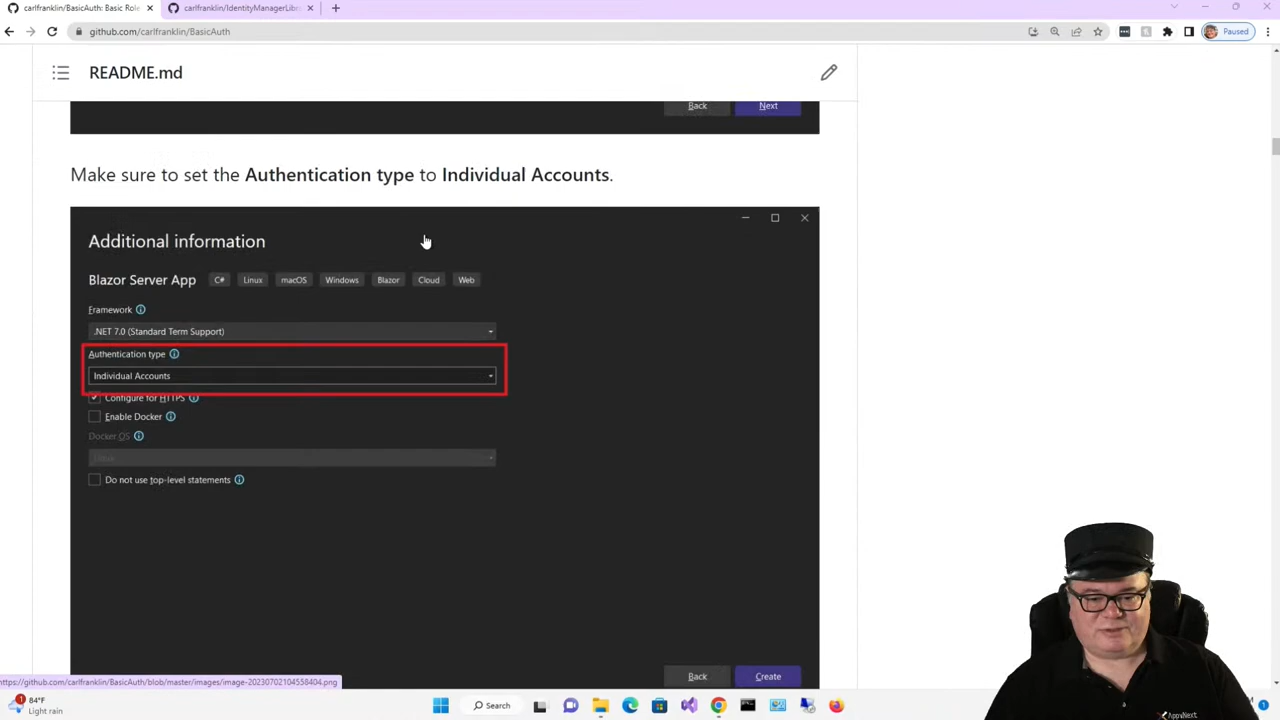 carlfranklin/BasicAuth: Basic Role
carlfranklin/IdentityManagerLibr
github.com/carlfranklin/BasicAuth
Paused
README.md
Back
Next
Make sure to set the Authentication type to Individual Accounts.
Additional information
Blazor Server App
C#
Linux
macOS
Windows
Blazor
Cloud
Web
Framework
.NET 7.0 (Standard Term Support)
Authentication type
Individual Accounts
Configure for HTTPS
Enable Docker
Docker OS
Do not use top-level statements
Back
Create
https://github.com/carlfranklin/BasicAuth/blob/master/images/image-20230702104558404.png
1
84°F
Light rain
Search
1
AppvNext